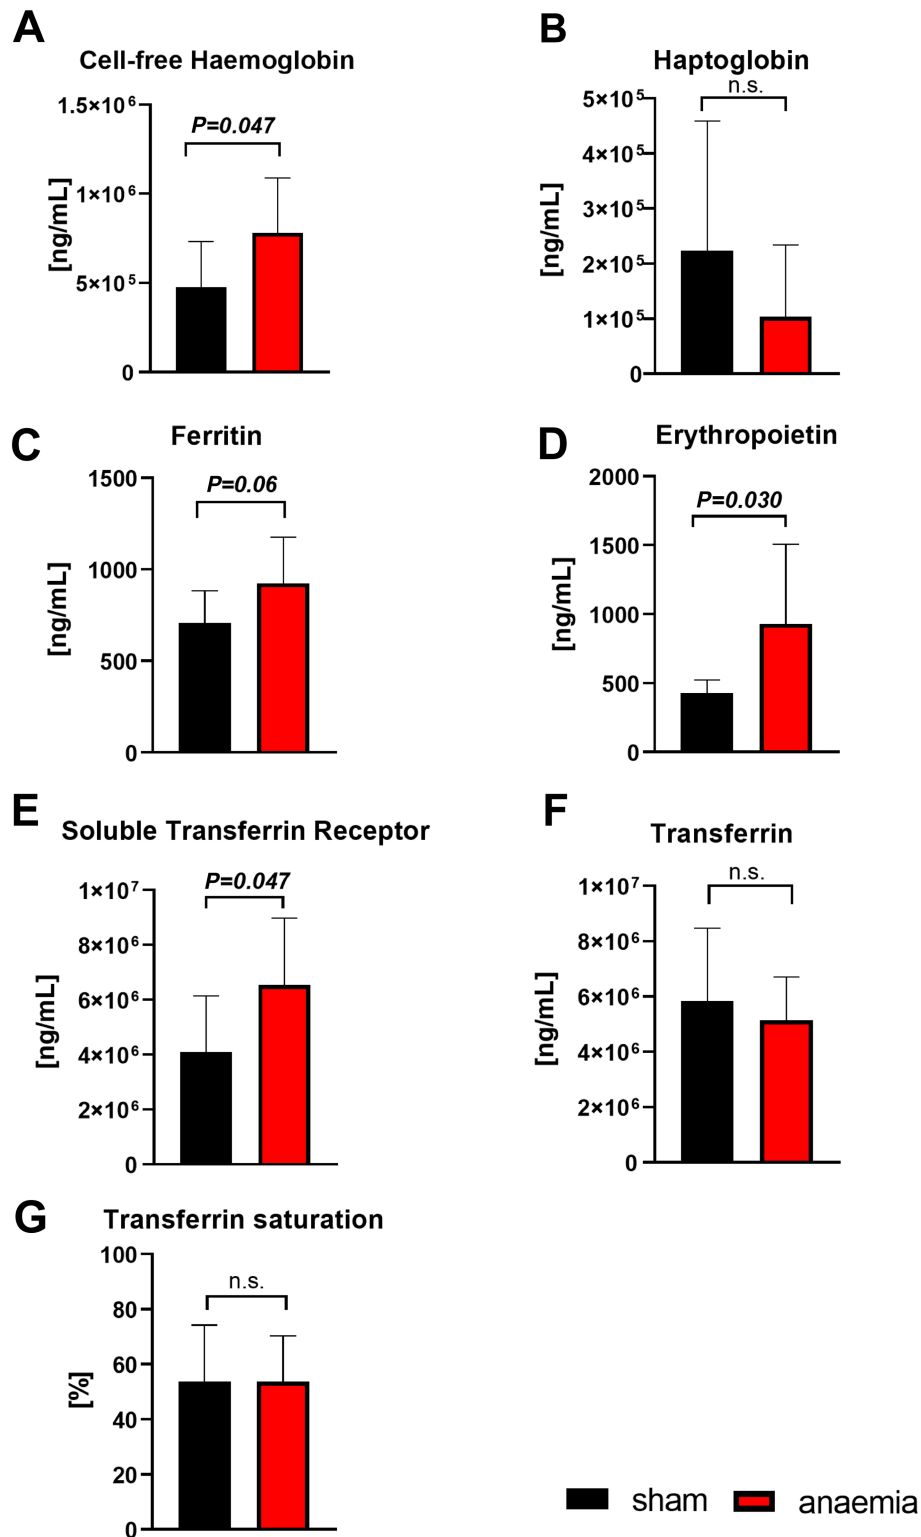 A
Cell-free Haemoglobin
P=0.047
1.5×10⁶
1×10⁶
5×10⁵
0
[ng/mL]
B
Haptoglobin
n.s.
5×10⁵
4×10⁵
3×10⁵
2×10⁵
1×10⁵
0
[ng/mL]
C
Ferritin
P=0.06
1500
1000
500
0
[ng/mL]
D
Erythropoietin
P=0.030
2000
1500
1000
500
0
[ng/mL]
E
Soluble Transferrin Receptor
P=0.047
1×10⁷
8×10⁶
6×10⁶
4×10⁶
2×10⁶
0
[ng/mL]
F
Transferrin
n.s.
1×10⁷
8×10⁶
6×10⁶
4×10⁶
2×10⁶
0
[ng/mL]
G
Transferrin saturation
n.s.
100
80
60
40
20
0
[%]
sham
anaemia